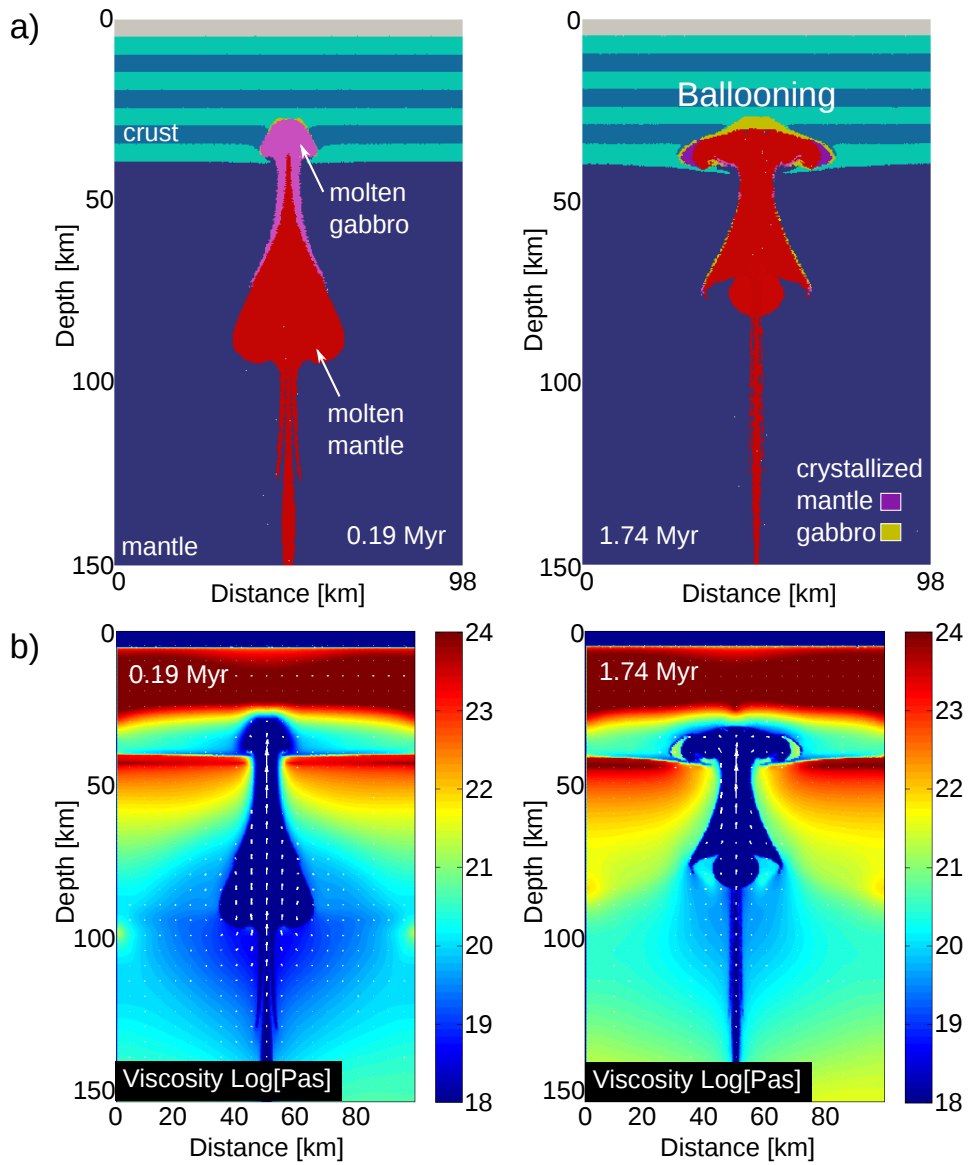 a)
0
50
100
150
Depth [km]
crust
molten
gabbro
molten
mantle
mantle
0.19 Myr
0
98
Distance [km]
0
50
100
150
Depth [km]
Ballooning
crystallized
mantle
gabbro
1.74 Myr
0
98
Distance [km]
b)
0
50
100
150
Depth [km]
0.19 Myr
Viscosity Log[Pas]
0
20
40
60
80
Distance [km]
24
23
22
21
20
19
18
0
50
100
150
Depth [km]
1.74 Myr
Viscosity Log[Pas]
0
20
40
60
80
Distance [km]
24
23
22
21
20
19
18